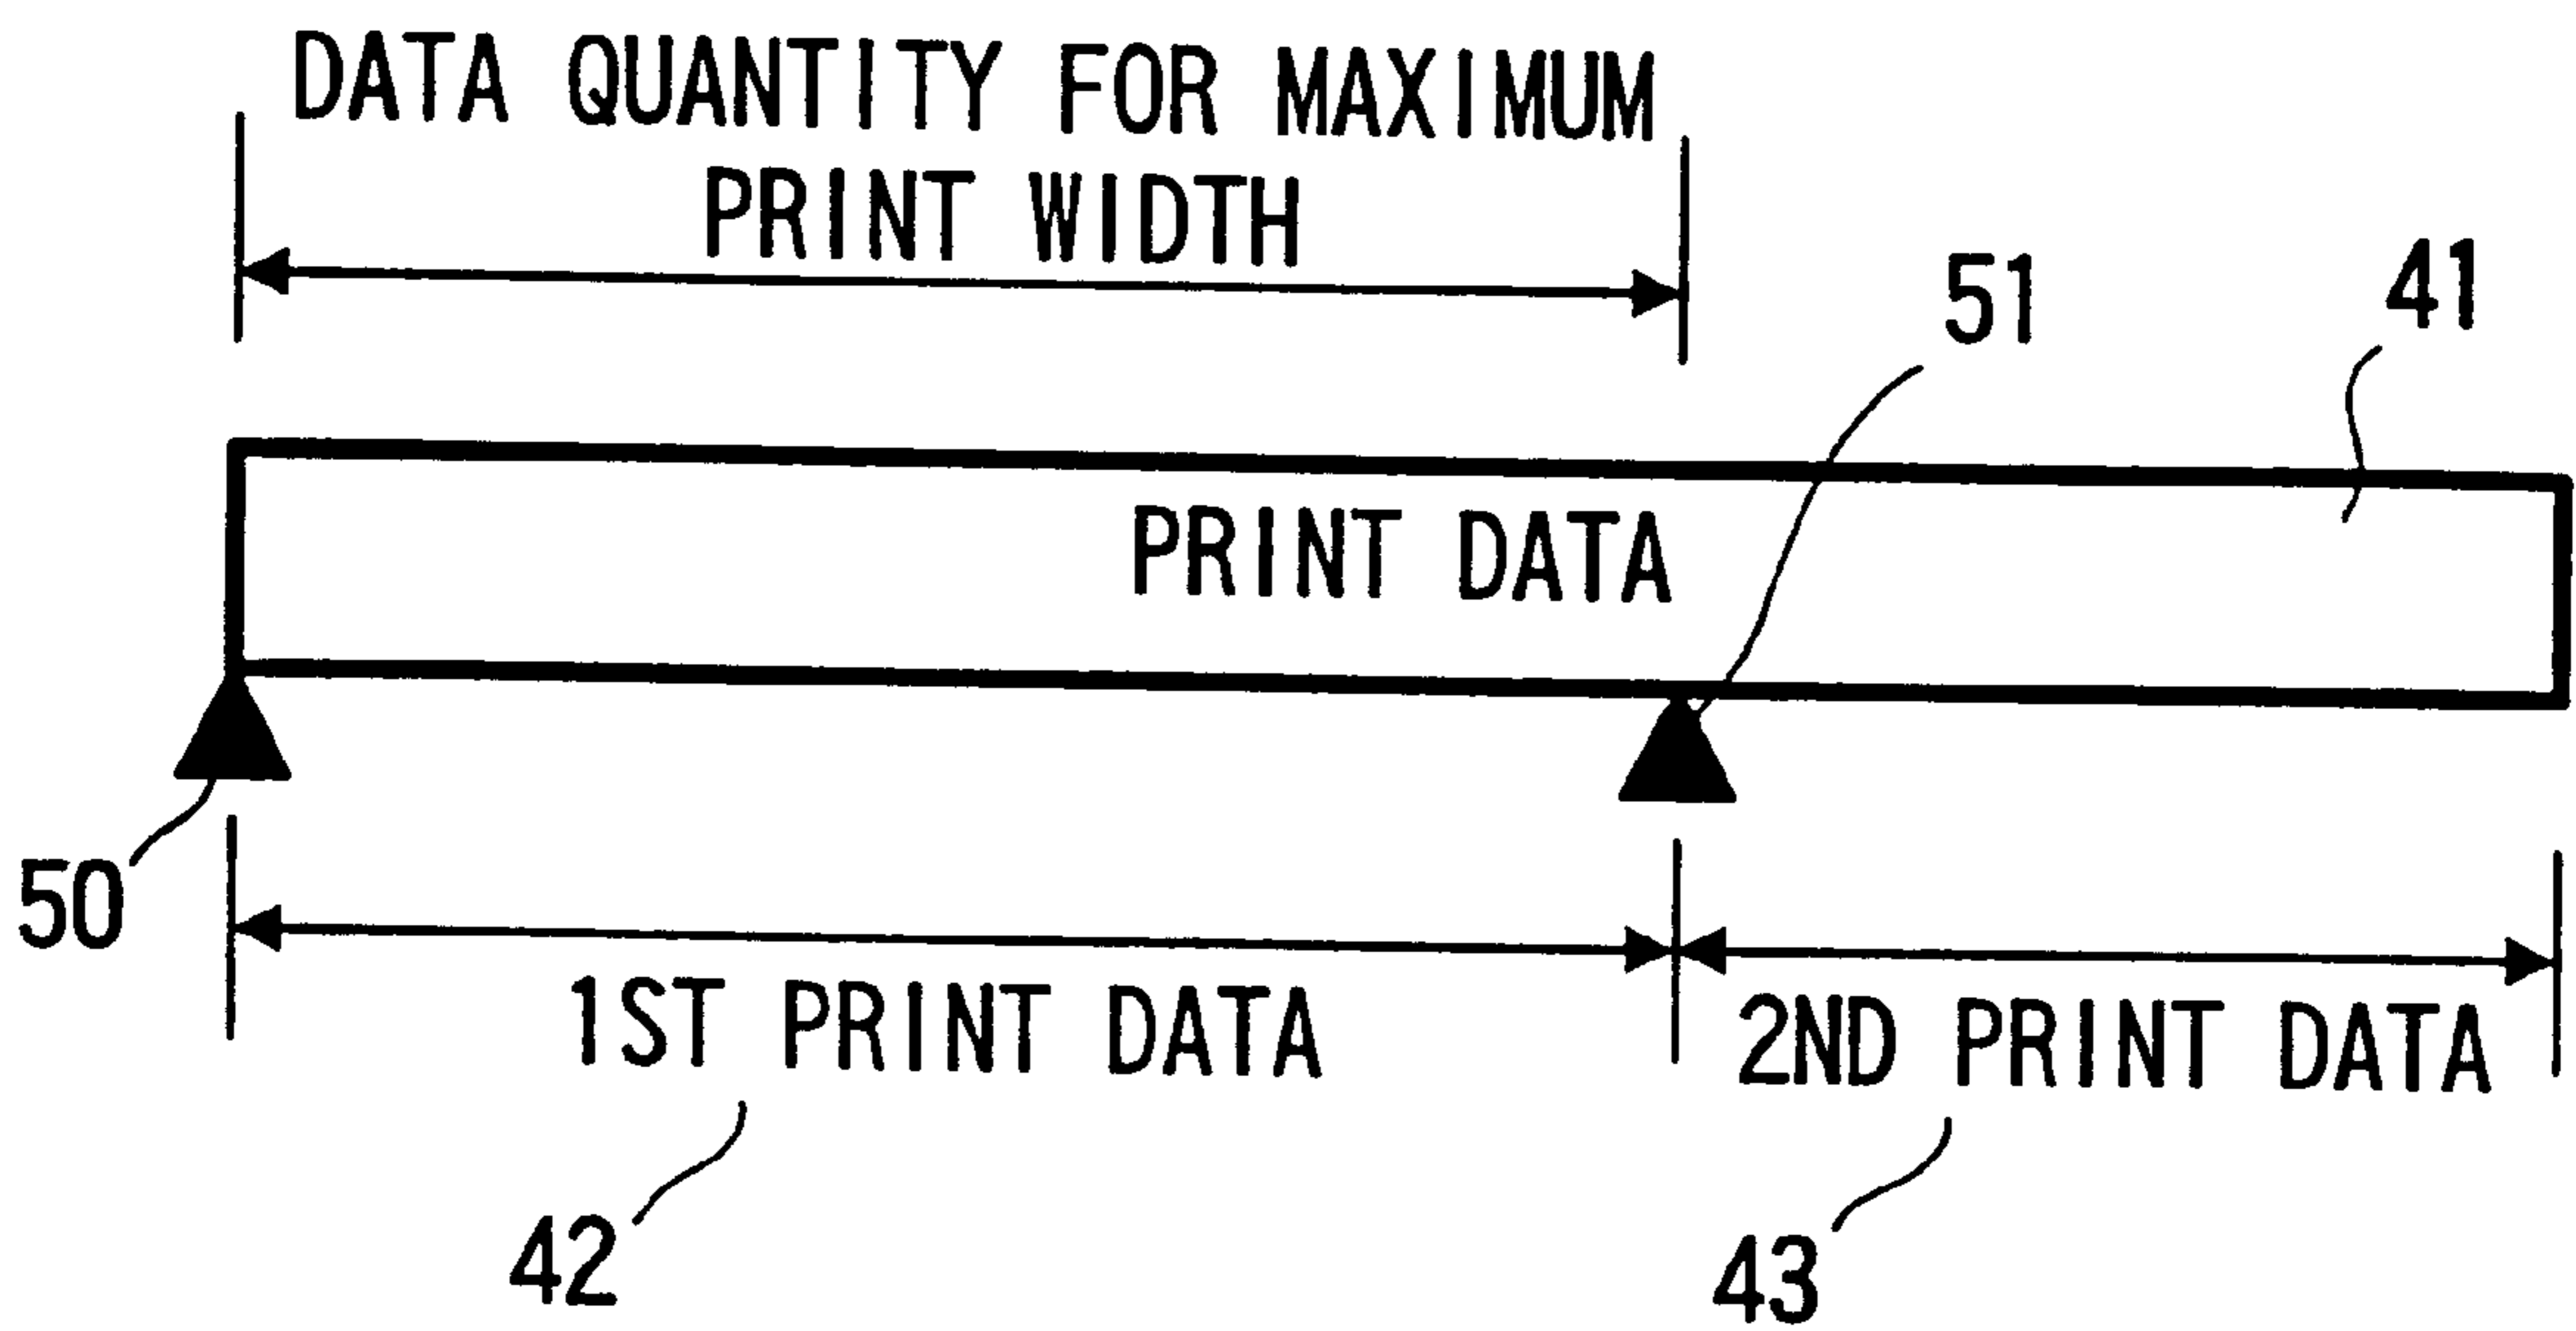 DATA QUANTITY FOR MAXIMUM
PRINT WIDTH
51
41
PRINT DATA
50
1ST PRINT DATA
2ND PRINT DATA
42
43